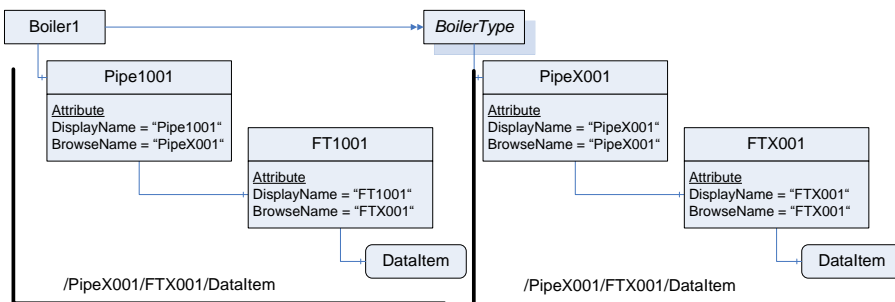 Boiler1
BoilerType
Pipe1001
Attribute
DisplayName = "Pipe1001"
BrowseName = "PipeX001"
FT1001
Attribute
DisplayName = "FT1001"
BrowseName = "FTX001"
DataItem
/PipeX001/FTX001/DataItem
PipeX001
Attribute
DisplayName = "PipeX001"
BrowseName = "PipeX001"
FTX001
Attribute
DisplayName = "FTX001"
BrowseName = "FTX001"
DataItem
/PipeX001/FTX001/DataItem